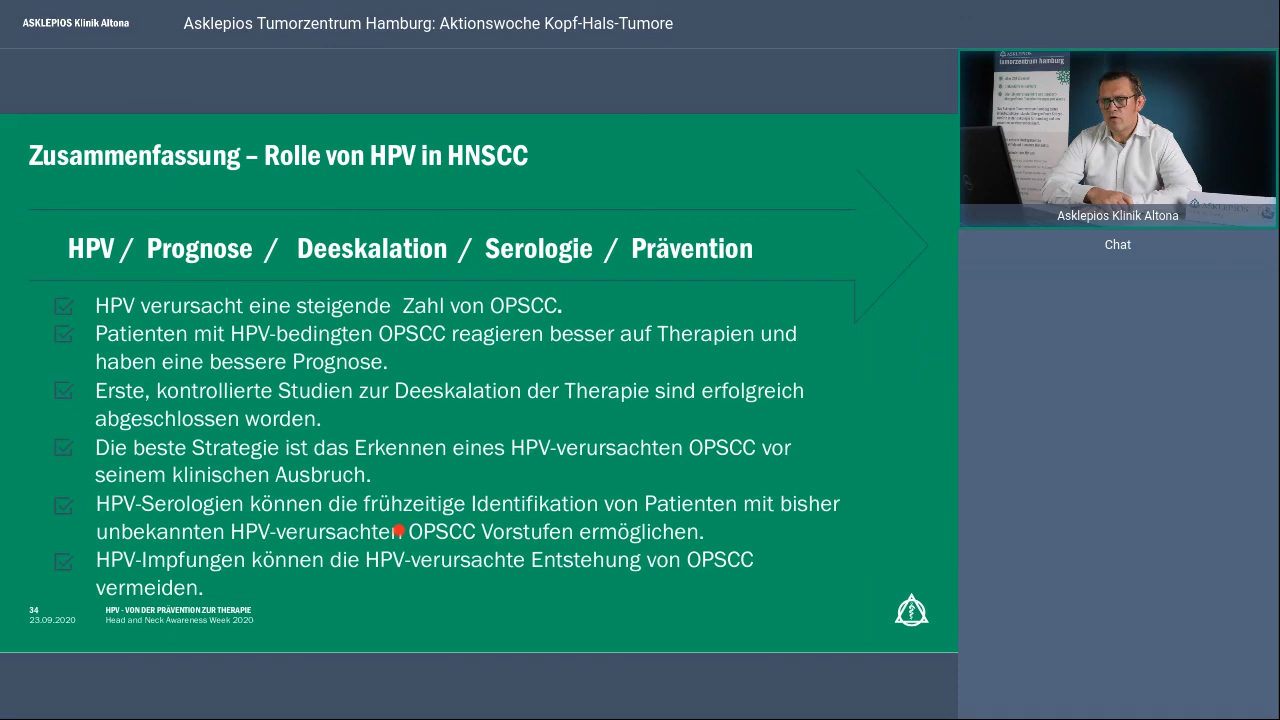 ASKLEPIOS Klinik Altona
Asklepios Tumorzentrum Hamburg: Aktionswoche Kopf-Hals-Tumore
Zusammenfassung – Rolle von HPV in HNSCC
HPV / Prognose / Deeskalation / Serologie / Prävention
HPV verursacht eine steigende Zahl von OPSCC.
Patienten mit HPV-bedingten OPSCC reagieren besser auf Therapien und
haben eine bessere Prognose.
Erste, kontrollierte Studien zur Deeskalation der Therapie sind erfolgreich
abgeschlossen worden.
Die beste Strategie ist das Erkennen eines HPV-verursachten OPSCC vor
seinem klinischen Ausbruch.
HPV-Serologien können die frühzeitige Identifikation von Patienten mit bisher
unbekannten HPV-verursachten OPSCC Vorstufen ermöglichen.
HPV-Impfungen können die HPV-verursachte Entstehung von OPSCC
vermeiden.
34
HPV - VON DER PRÄVENTION ZUR THERAPIE
23.09.2020
Head and Neck Awareness Week 2020
ASKLEPIOS
tumorzentrum hamburg
ASKLEPIOS
Asklepios Klinik Altona
Chat